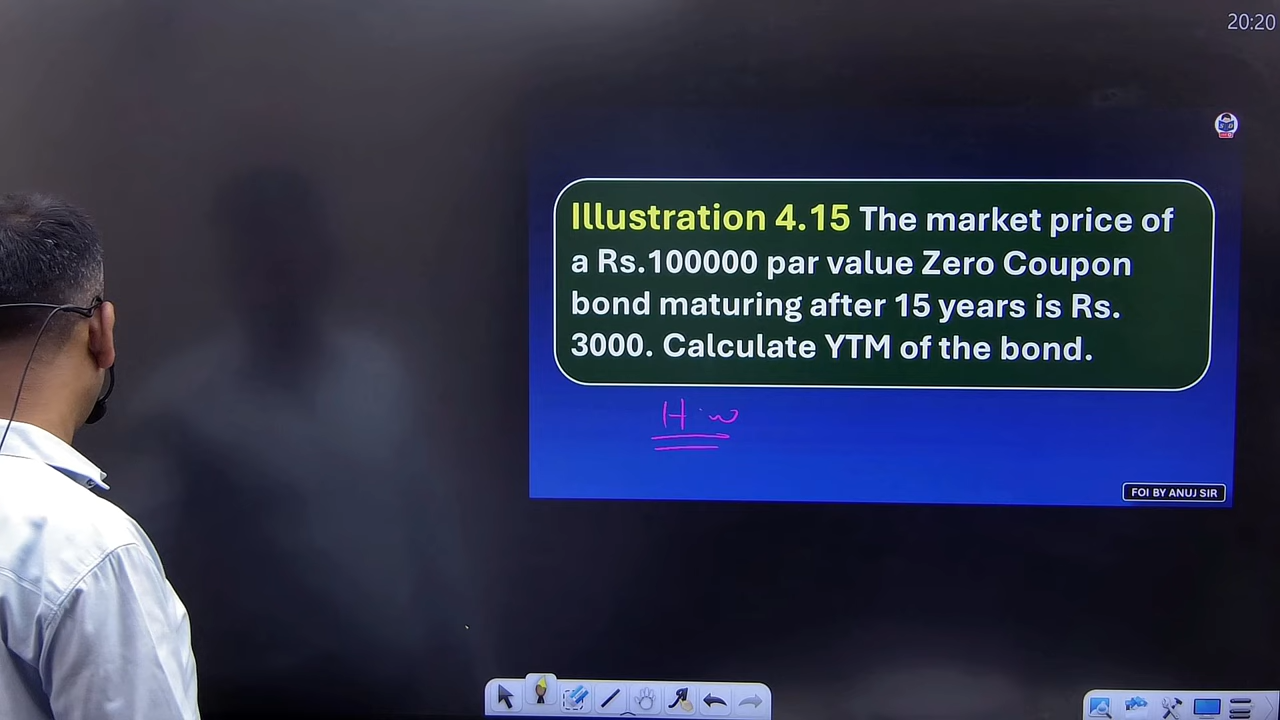 20:20
Illustration 4.15 The market price of
a Rs.100000 par value Zero Coupon
bond maturing after 15 years is Rs.
3000. Calculate YTM of the bond.
H.w
FOI BY ANUJ SIR